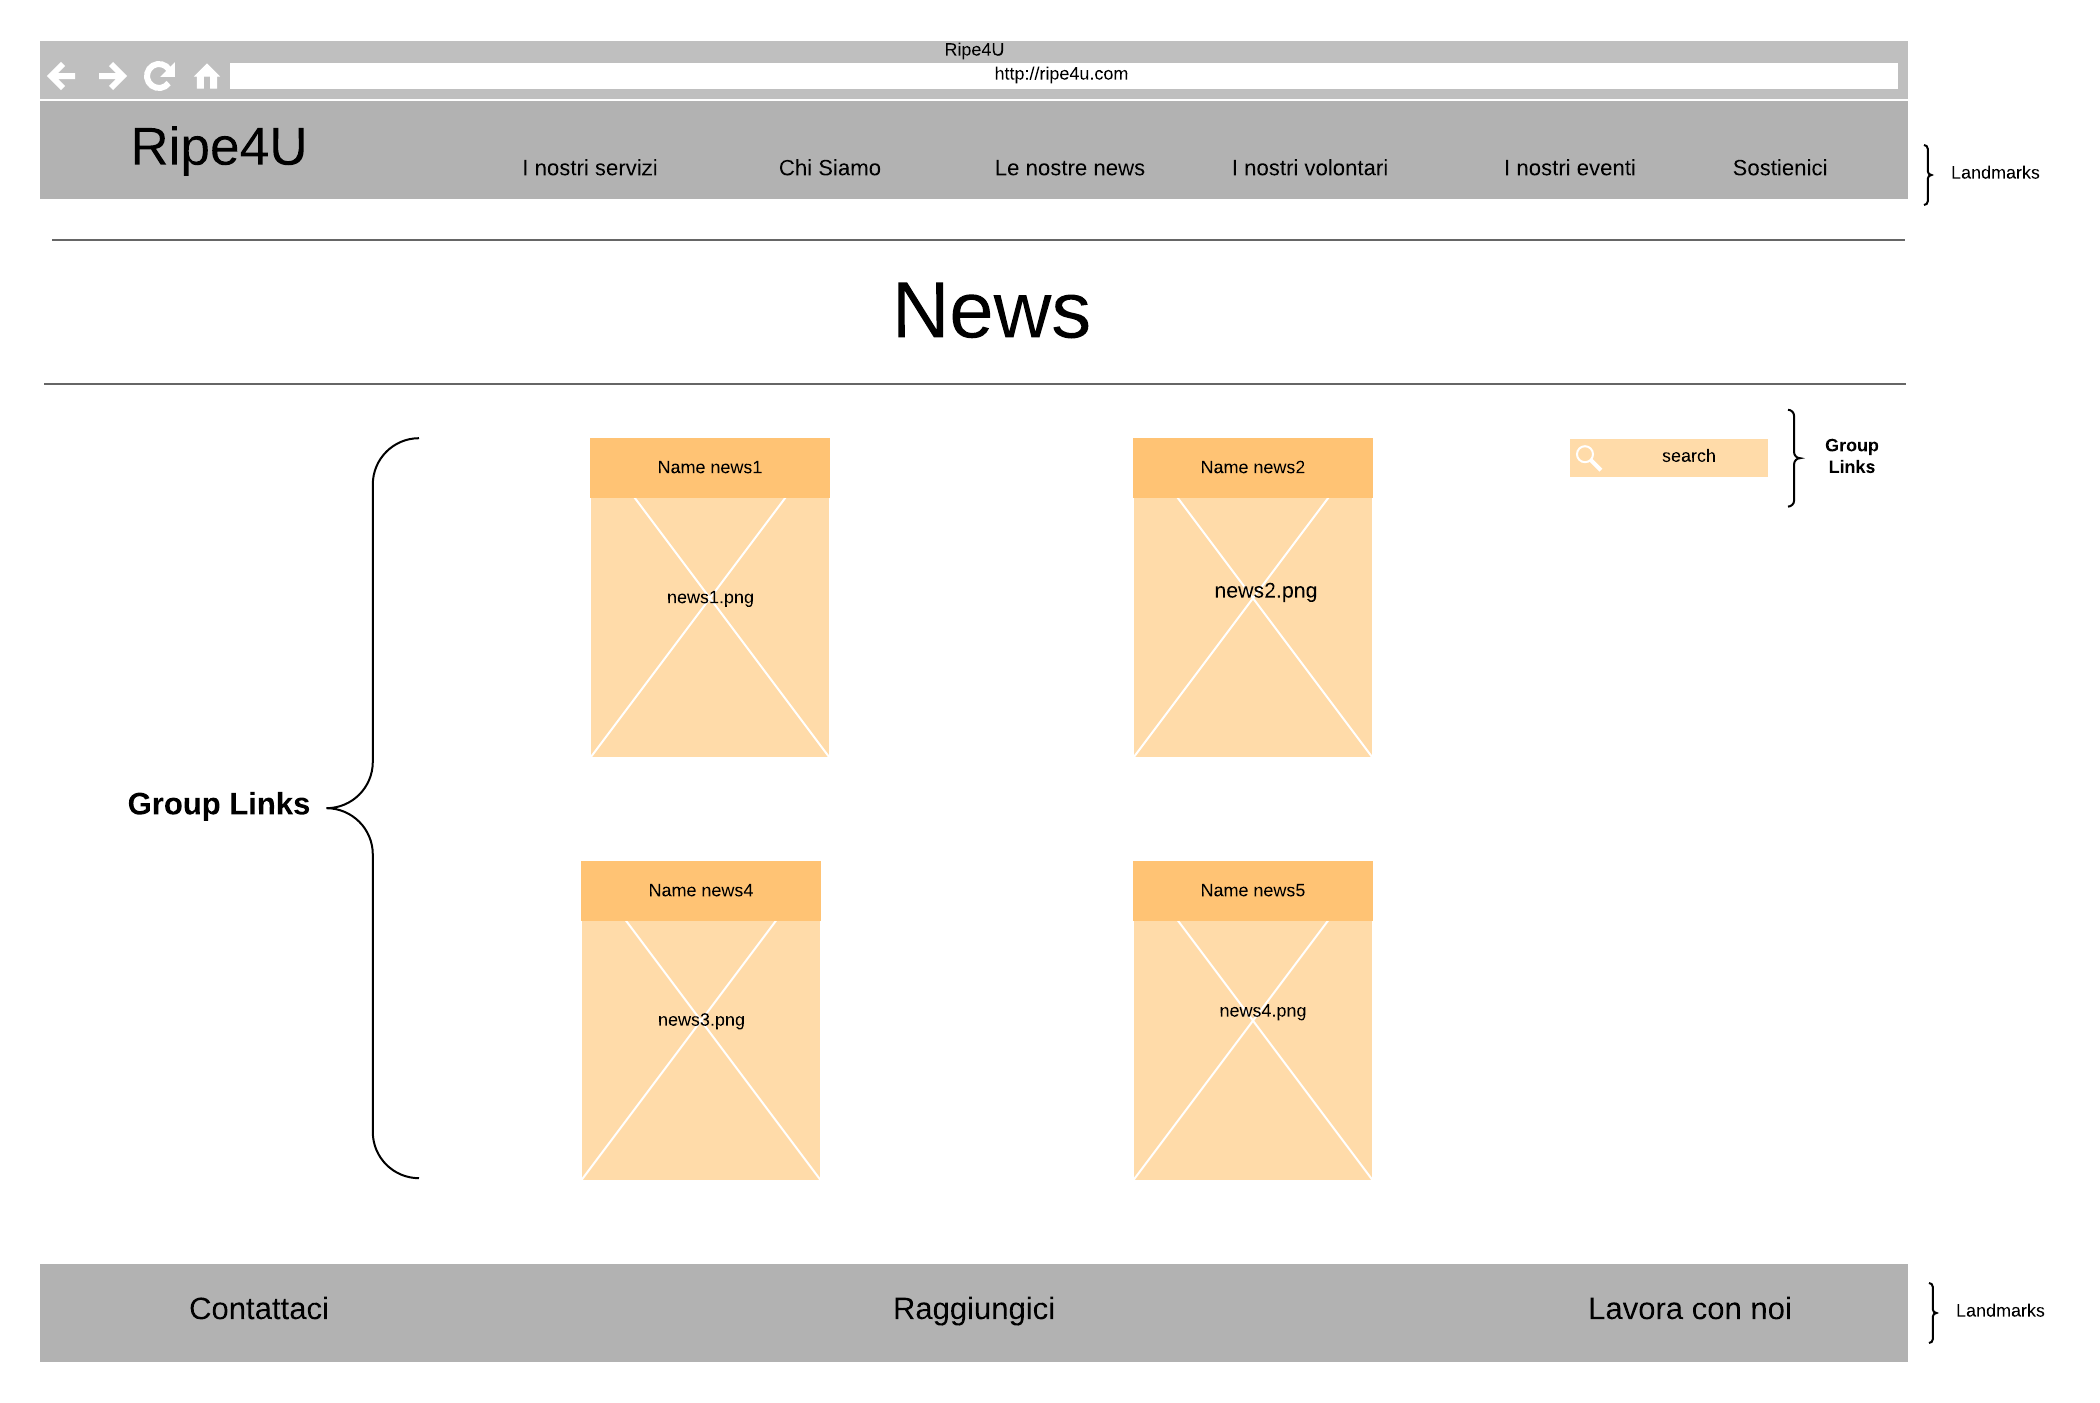 Ripe4U
http://ripe4u.com
Ripe4U
I nostri servizi
Chi Siamo
Le nostre news
I nostri volontari
I nostri eventi
Sostienici
Landmarks
News
Name news1
Name news2
search
Group
Links
news1.png
news2.png
Group Links
Name news4
Name news5
news3.png
news4.png
Contattaci
Raggiungici
Lavora con noi
Landmarks